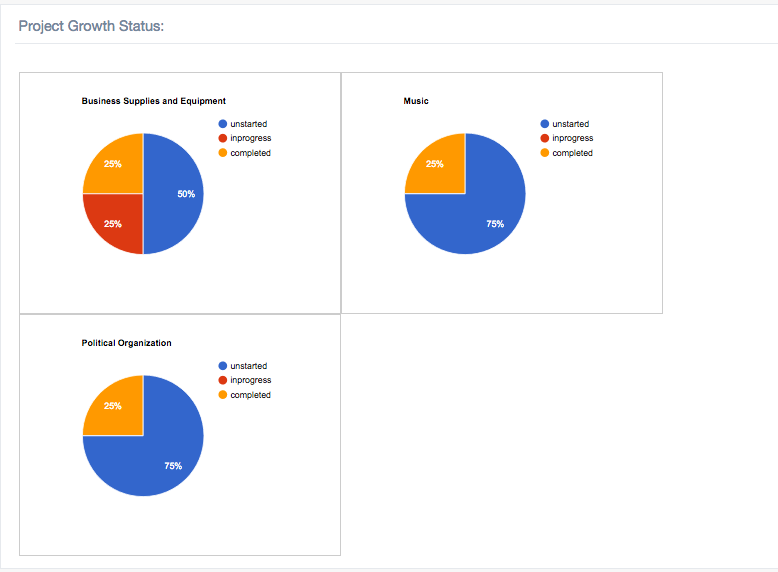 Project Growth Status:
Business Supplies and Equipment
unstarted
inprogress
completed
25%
50%
25%
Music
unstarted
inprogress
completed
25%
75%
Political Organization
unstarted
inprogress
completed
25%
75%